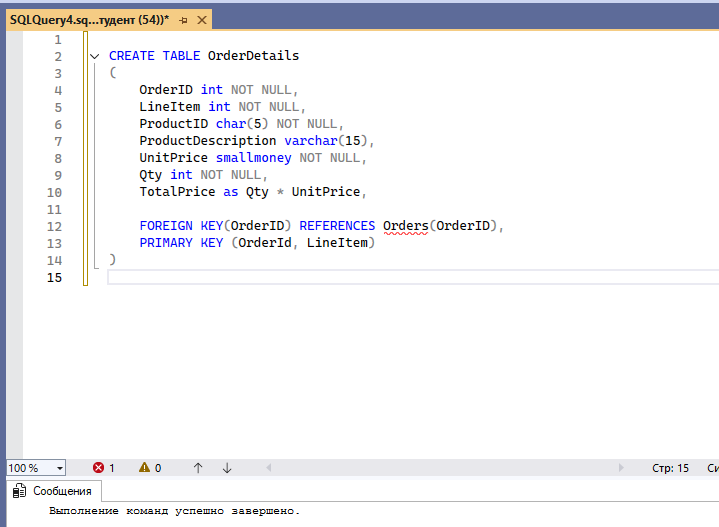 SQLQuery4.sq...тудент (54))*
1
2 CREATE TABLE OrderDetails
3 (
4 OrderID int NOT NULL,
5 LineItem int NOT NULL,
6 ProductID char(5) NOT NULL,
7 ProductDescription varchar(15),
8 UnitPrice smallmoney NOT NULL,
9 Qty int NOT NULL,
10 TotalPrice as Qty * UnitPrice,
11
12 FOREIGN KEY(OrderID) REFERENCES Orders(OrderID),
13 PRIMARY KEY (OrderId, LineItem)
14 )
15
100 % 1 0 Стр: 15 Си
Сообщения
Выполнение команд успешно завершено.